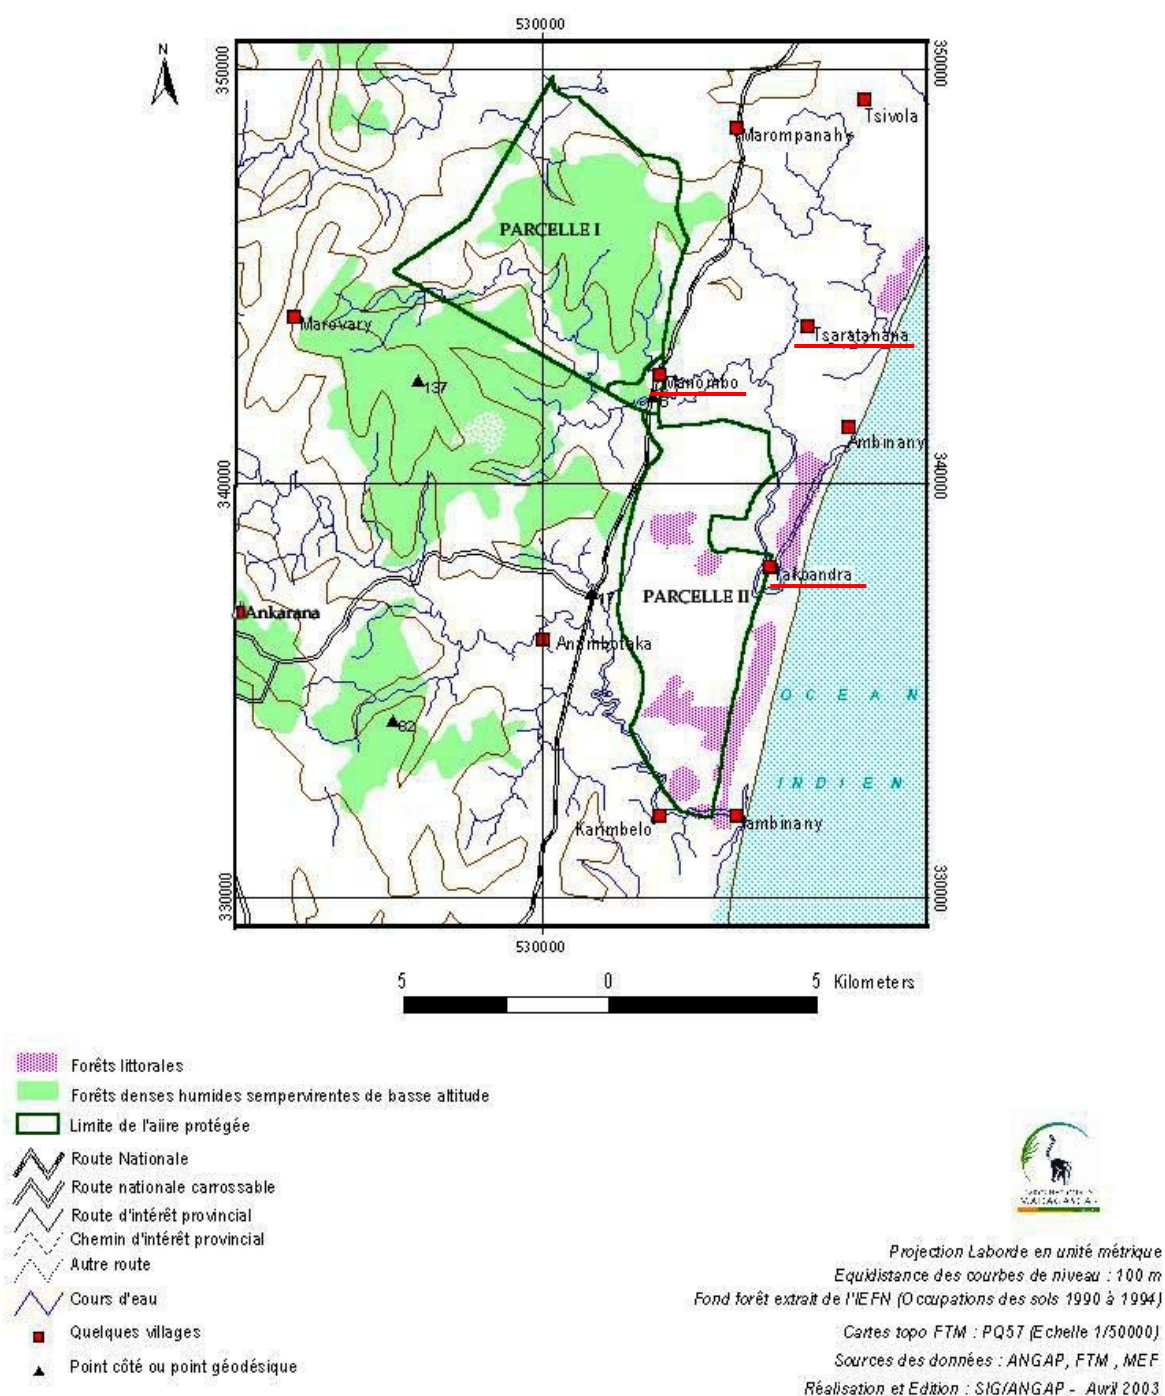 530000
N
350000
350000
Tsivola
Marompanahy
PARCELLE I
Marovary
Tsaratanana
137
Manombo
Ambinany
340000
340000
Takoandra
PARCELLE II
17
Ankarana
Anambotaka
OCEAN
82
INDIEN
Karimbelo
ambinany
330000
330000
530000
5 0 5 Kilometers
Forêts littorales
Forêts denses humides sempervirentes de basse altitude
Limite de l'aiire protégée
Route Nationale
Route nationale carrossable
Route d'intérêt provincial
Chemin d'intérêt provincial
Autre route
Cours d'eau
Quelques villages
Point côté ou point géodésique
MADAGASCAR
Projection Laborde en unité métrique
Equidistance des courbes de niveau : 100 m
Fond forêt extrait de l'IEFN (Occupations des sols 1990 à 1994)
Cartes topo FTM : PQ57 (Echelle 1/50000)
Sources des données : ANGAP, FTM , MEF
Réalisation et Edition : SIG/ANGAP - Avril 2003